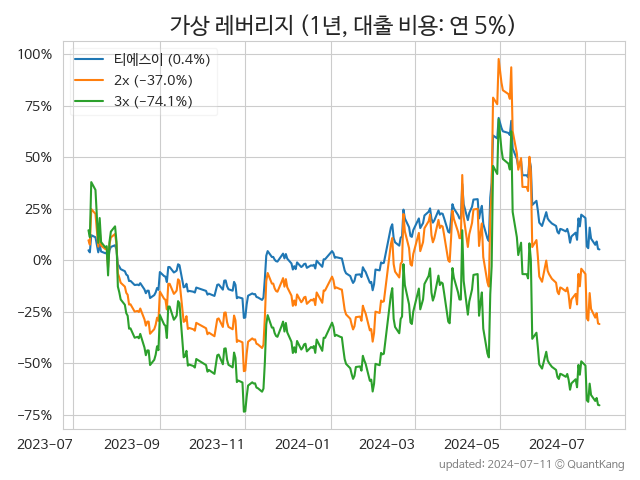 가상 레버리지 (1년, 대출 비용: 연 5%)
티에스이 (0.4%)
2x (−37.0%)
3x (−74.1%)
100%
75%
50%
25%
0%
−25%
−50%
−75%
2023-07 2023-09 2023-11 2024-01 2024-03 2024-05 2024-07
updated: 2024-07-11 © QuantKang